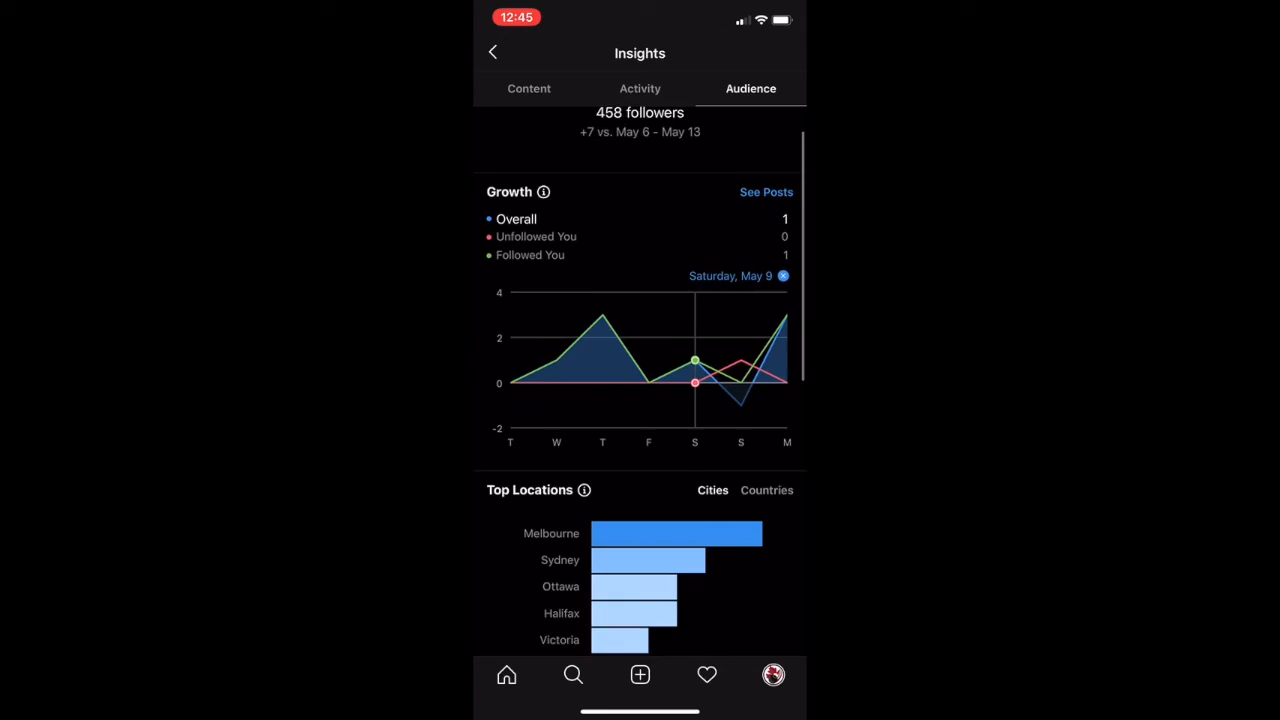 12:45
Insights
Content Activity Audience
458 followers
+7 vs. May 6 - May 13
Growth See Posts
Overall 1
Unfollowed You 0
Followed You 1
Saturday, May 9
4
2
0
-2
T W T F S S M
Top Locations Cities Countries
Melbourne
Sydney
Ottawa
Halifax
Victoria